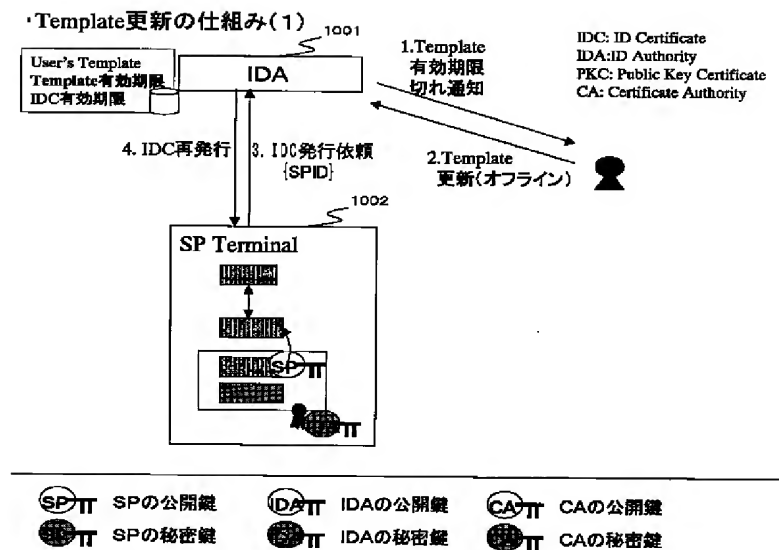 ・Template更新の仕組み(1)
1001
User's Template
Template有効期限
IDC有効期限
IDA
1.Template
有効期限
切れ通知
IDC: ID Certificate
IDA:ID Authority
PKC: Public Key Certificate
CA: Certificate Authority
4. IDC再発行
3. IDC発行依頼
{SPID}
2.Template
更新(オフライン)
1002
SP Terminal
SP
SP SPの公開鍵
IDA IDAの公開鍵
CA CAの公開鍵
SPの秘密鍵
IDAの秘密鍵
CAの秘密鍵